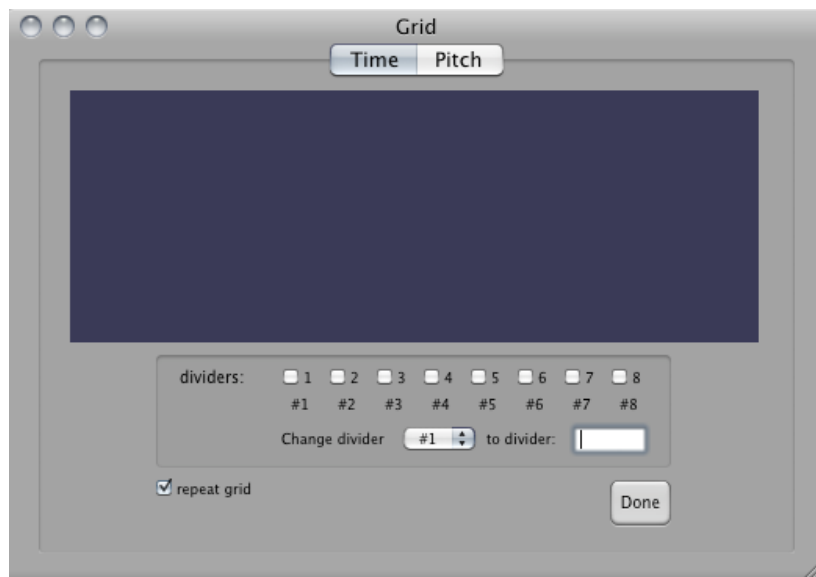 Grid
Time Pitch
dividers: 1 2 3 4 5 6 7 8
#1 #2 #3 #4 #5 #6 #7 #8
Change divider #1 to divider:
repeat grid
Done